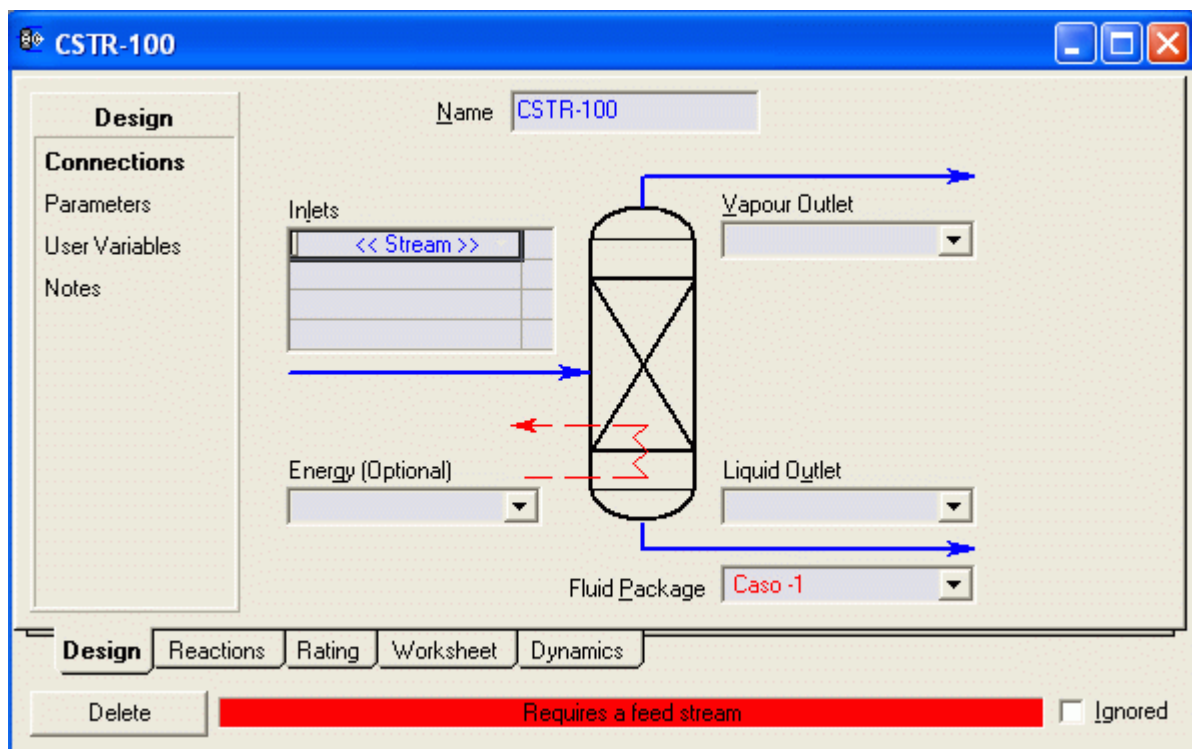 CSTR-100
Design
Connections
Parameters
User Variables
Notes
Name CSTR-100
Inlets
<< Stream >>
Vapour Outlet
Energy (Optional)
Liquid Outlet
Fluid Package Caso -1
Design Reactions Rating Worksheet Dynamics
Delete Requires a feed stream Ignored